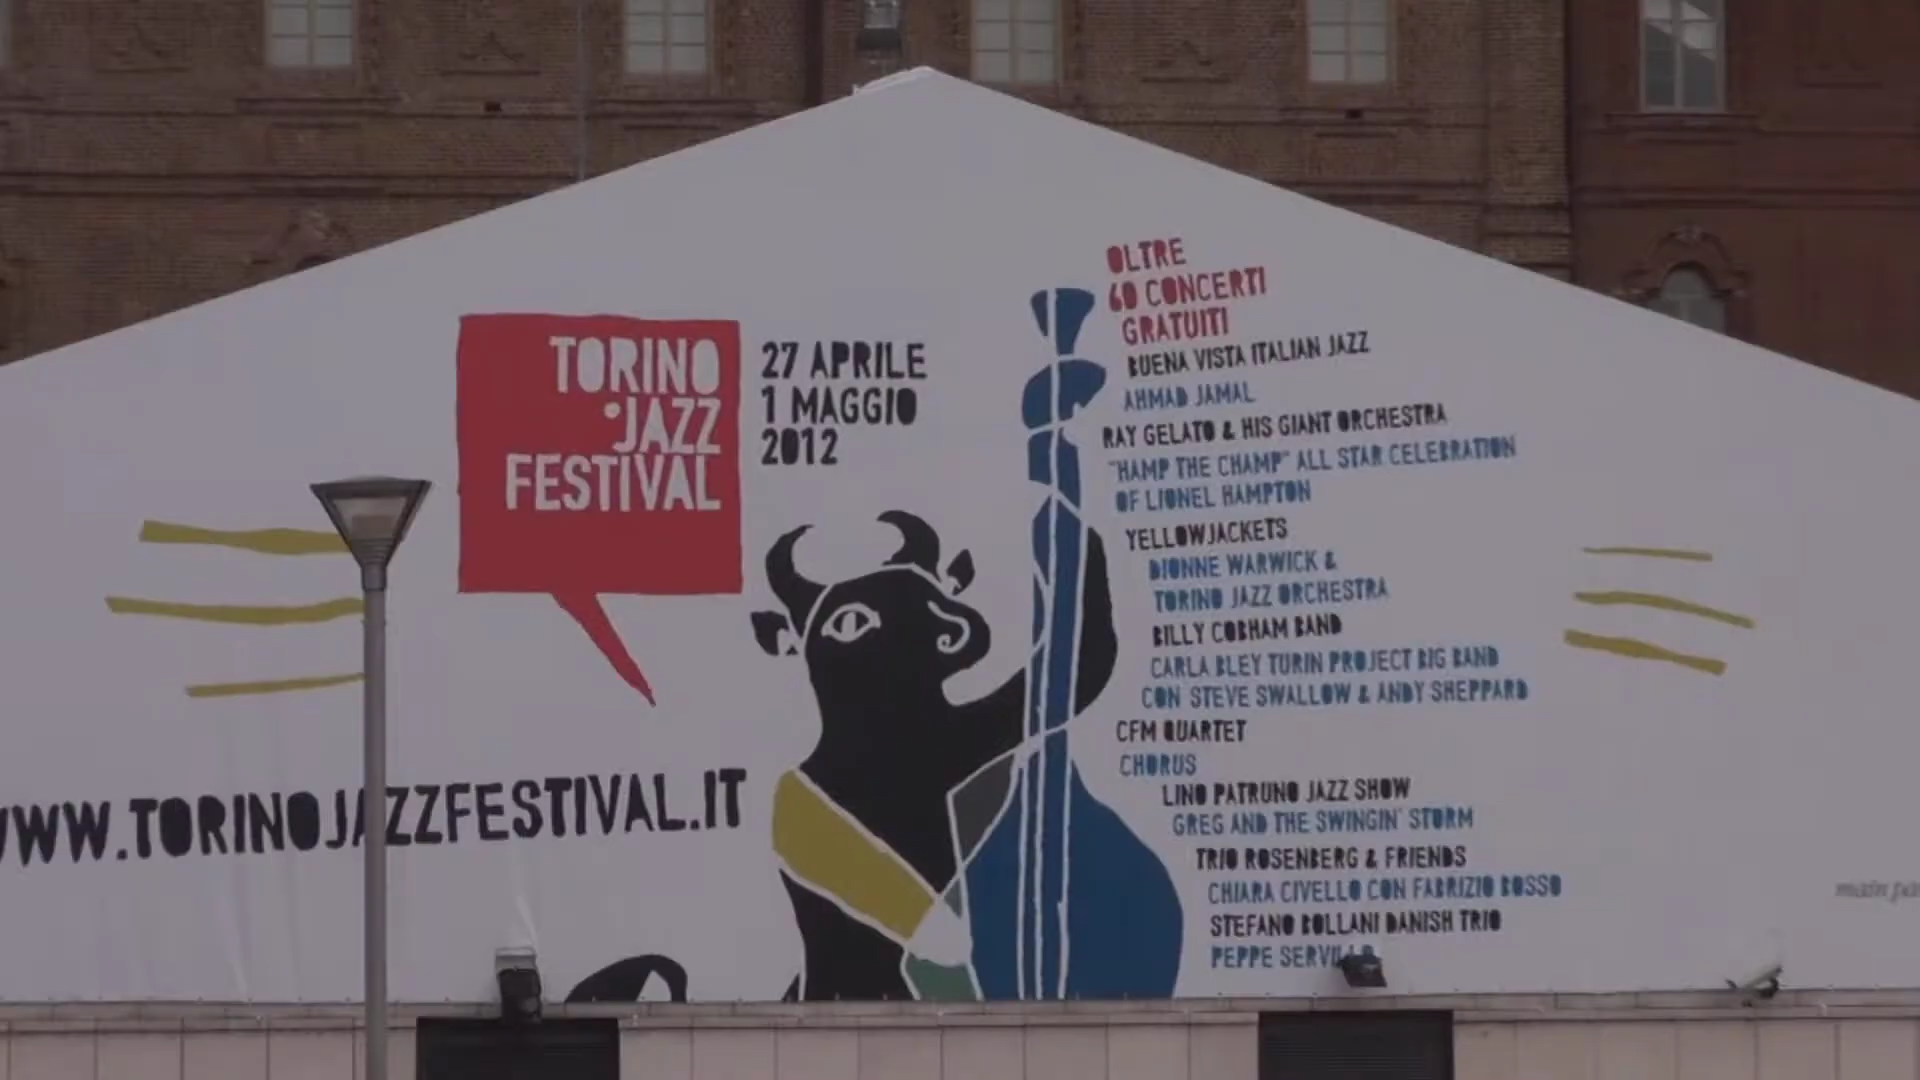 TORINO
JAZZ
FESTIVAL
27 APRILE
1 MAGGIO
2012
WWW.TORINOJAZZFESTIVAL.IT
OLTRE
60 CONCERTI
GRATUITI
BUENA VISTA ITALIAN JAZZ
AHMAD JAMAL
RAY GELATO & HIS GIANT ORCHESTRA
"HAMP THE CHAMP" ALL STAR CELEBRATION
OF LIONEL HAMPTON
YELLOWJACKETS
DIONNE WARWICK &
TORINO JAZZ ORCHESTRA
BILLY COBHAM BAND
CARLA BLEY TURIN PROJECT BIG BAND
CON STEVE SWALLOW & ANDY SHEPPARD
CFM QUARTET
CHORUS
LINO PATRUNO JAZZ SHOW
GREG AND THE SWINGIN' STORM
TRIO ROSENBERG & FRIENDS
CHIARA CIVELLO CON FABRIZIO BOSSO
STEFANO BOLLANI DANISH TRIO
PEPPE SERVILLO
main